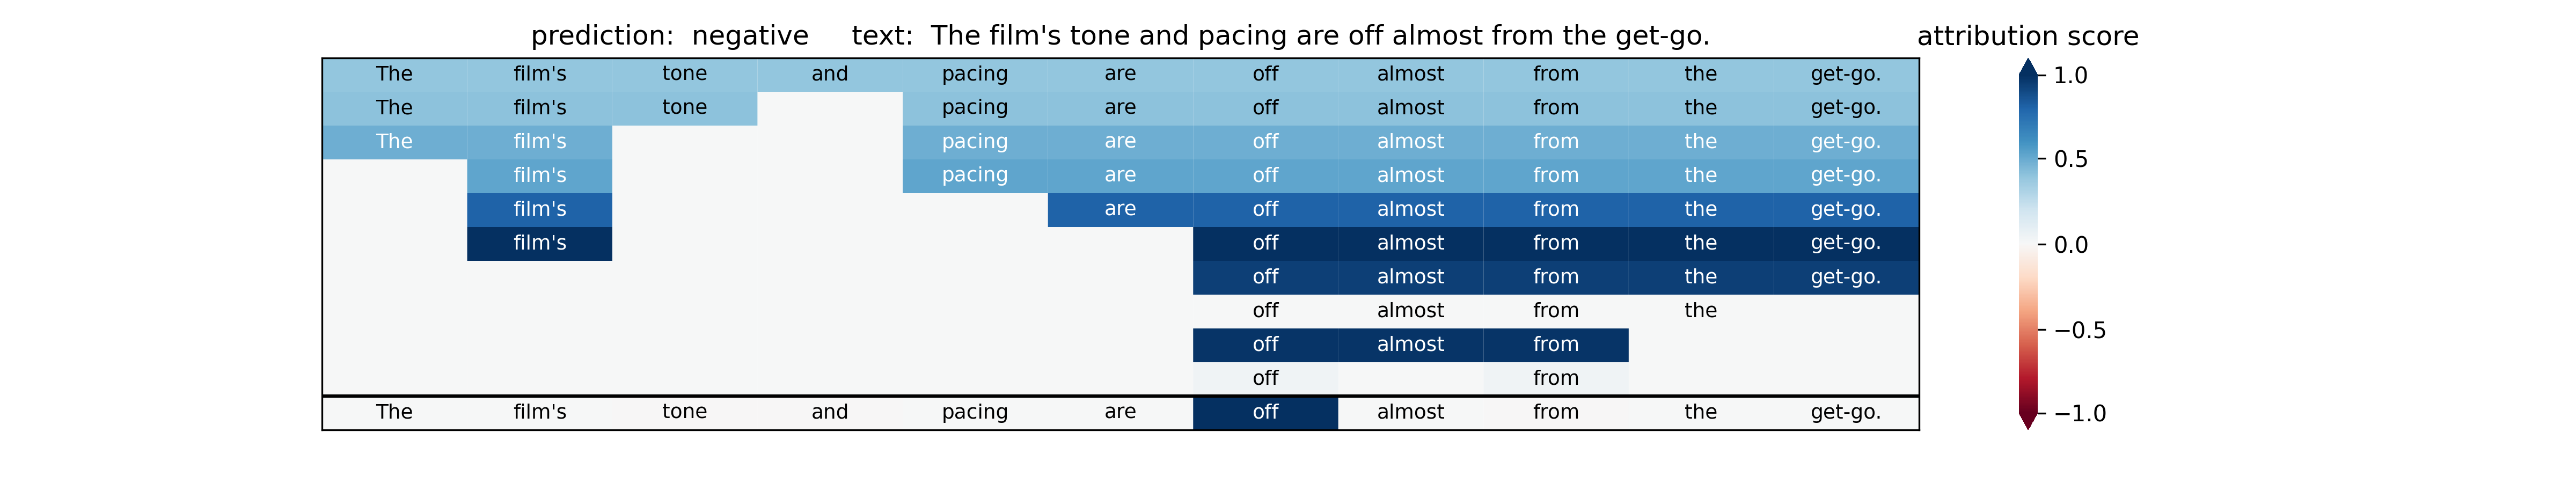 prediction: negative text: The film's tone and pacing are off almost from the get-go.
attribution score
The film's tone and pacing are off almost from the get-go.
The film's tone pacing are off almost from the get-go.
The film's pacing are off almost from the get-go.
film's pacing are off almost from the get-go.
film's are off almost from the get-go.
film's off almost from the get-go.
off almost from the get-go.
off almost from the
off almost from
off from
The film's tone and pacing are off almost from the get-go.
1.0
0.5
0.0
−0.5
−1.0